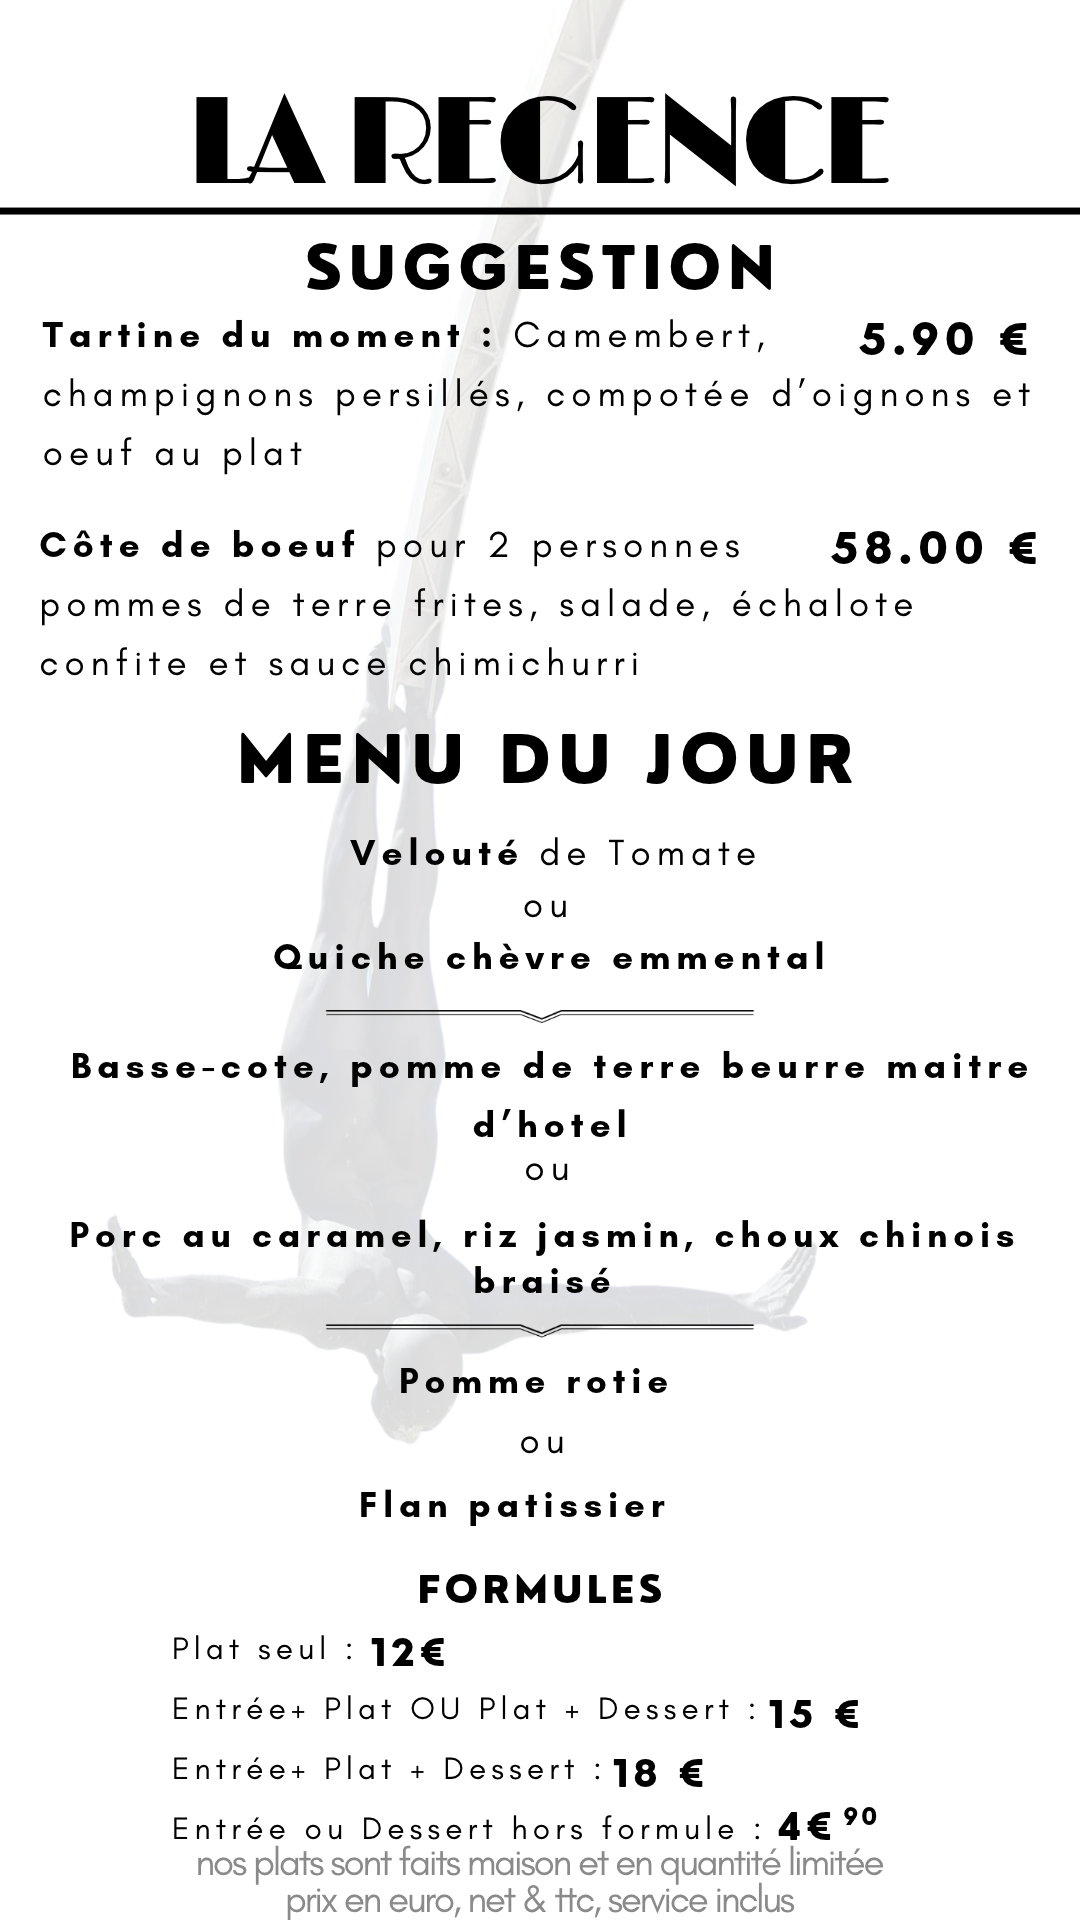 LA REGENCE
SUGGESTION
Tartine du moment : Camembert, 5.90 €
champignons persillés, compotée d’oignons et
oeuf au plat
Côte de boeuf pour 2 personnes 58.00 €
pommes de terre frites, salade, échalote
confite et sauce chimichurri
MENU DU JOUR
Velouté de Tomate
ou
Quiche chèvre emmental
Basse-cote, pomme de terre beurre maitre
d’hotel
ou
Porc au caramel, riz jasmin, choux chinois
braisé
Pomme rotie
ou
Flan patissier
FORMULES
Plat seul : 12€
Entrée+ Plat OU Plat + Dessert : 15 €
Entrée+ Plat + Dessert : 18 €
Entrée ou Dessert hors formule : 4€ 90
nos plats sont faits maison et en quantité limitée
prix en euro, net & ttc, service inclus